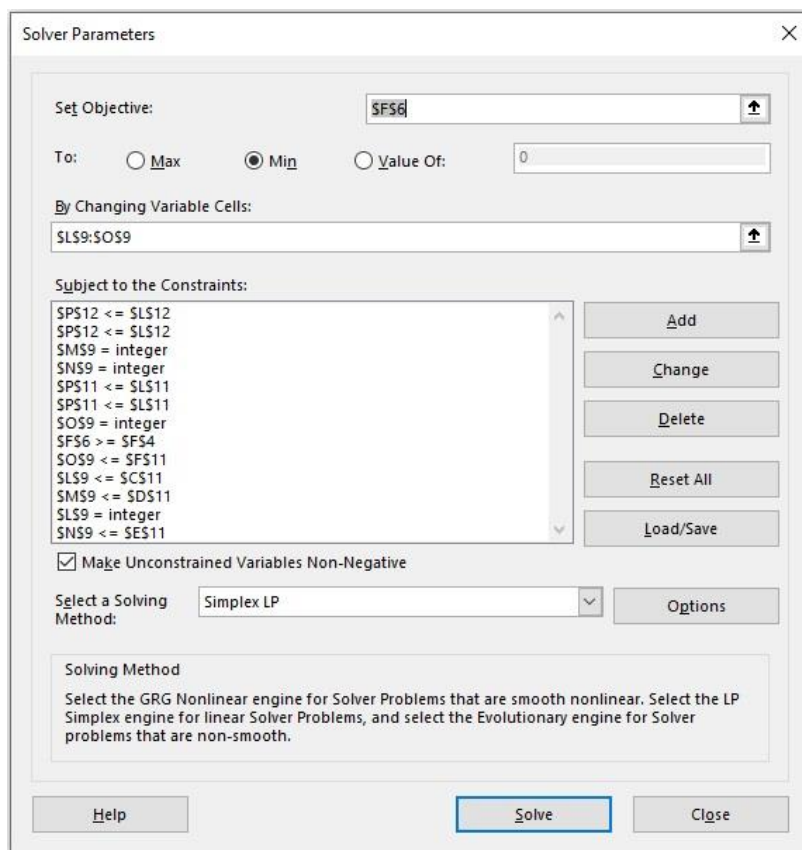 Solver Parameters
Set Objective: $F$6
To: Max Min Value Of: 0
By Changing Variable Cells:
$L$9:$O$9
Subject to the Constraints:
$P$12 <= $L$12
$P$12 <= $L$12
$M$9 = integer
$N$9 = integer
$P$11 <= $L$11
$P$11 <= $L$11
$O$9 = integer
$F$6 >= $F$4
$O$9 <= $F$11
$L$9 <= $C$11
$M$9 <= $D$11
$L$9 = integer
$N$9 <= $E$11
Add
Change
Delete
Reset All
Load/Save
Make Unconstrained Variables Non-Negative
Select a Solving Method: Simplex LP Options
Solving Method
Select the GRG Nonlinear engine for Solver Problems that are smooth nonlinear. Select the LP
Simplex engine for linear Solver Problems, and select the Evolutionary engine for Solver
problems that are non-smooth.
Help Solve Close